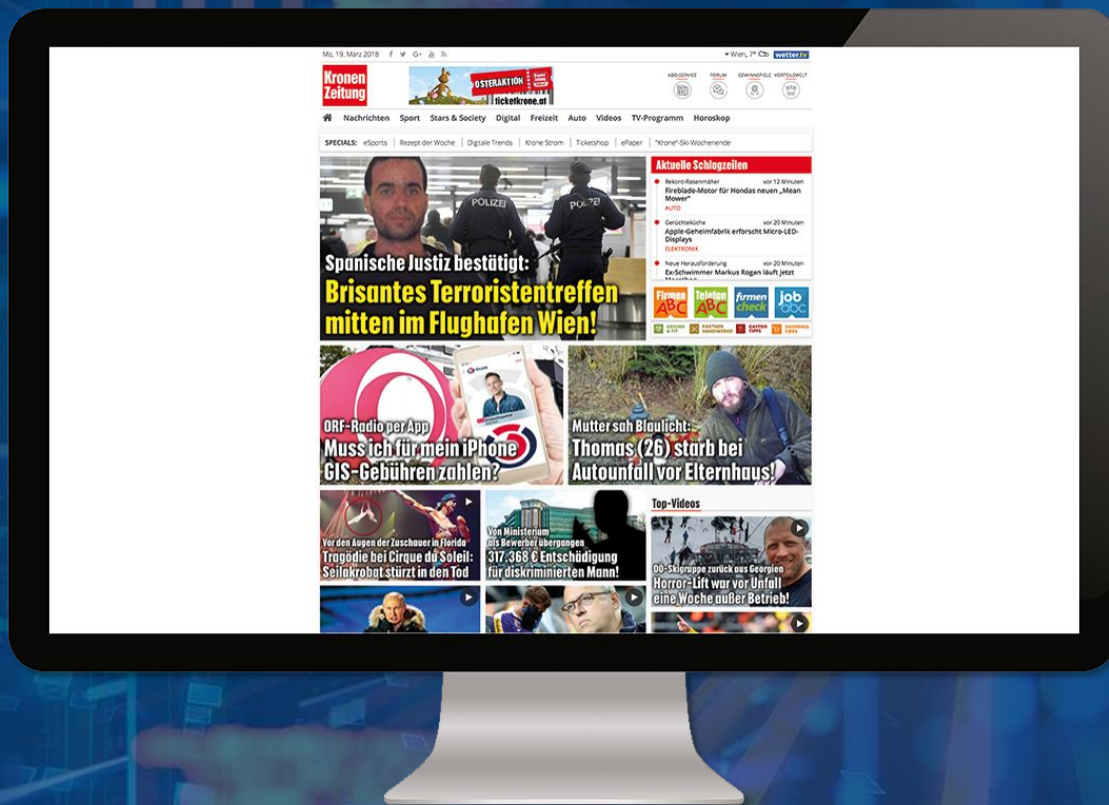 Mo, 19. März 2018
Wien, 7°
wetter.tv
Kronen
Zeitung
OSTERAKTION
ticketkrone.at
ABO-SERVICE FORUM GEWINNSPIELE VORTEILSWELT
Nachrichten Sport Stars & Society Digital Freizeit Auto Videos TV-Programm Horoskop
SPECIALS: eSports | Rezept der Woche | Digitale Trends | Krone Strom | Ticketshop | ePaper | "Krone"-Ski-Wochenende
POLIZEI
POLIZEI
Spanische Justiz bestätigt:
Brisantes Terroristentreffen
mitten im Flughafen Wien!
Aktuelle Schlagzeilen
Rekord-Rasenmäher vor 12 Minuten
Fireblade-Motor für Hondas neuen „Mean
Mower“
AUTO
Gerüchteküche vor 20 Minuten
Apple-Geheimfabrik erforscht Micro-LED-
Displays
ELEKTRONIK
Neue Herausforderung vor 20 Minuten
Ex-Schwimmer Markus Rogan läuft jetzt
Firmen
ABC
Telefon
ABC
firmen
check
job
abc
GESUND
& FIT
PARTNER
HANDWERKER
GASTRO
TIPPS
SHOPPING
TIPPS
ORF-Radio per App
Muss ich für mein iPhone
GIS-Gebühren zahlen?
Mutter sah Blaulicht:
Thomas (26) starb bei
Autounfall vor Elternhaus!
Vor den Augen der Zuschauer in Florida
Tragödie bei Cirque du Soleil:
Seilakrobat stürzt in den Tod
Von Ministerium
als Bewerber übergangen
317.368 € Entschädigung
für diskriminierten Mann!
Top-Videos
OÖ-Skigruppe zurück aus Georgien
Horror-Lift war vor Unfall
eine Woche außer Betrieb!